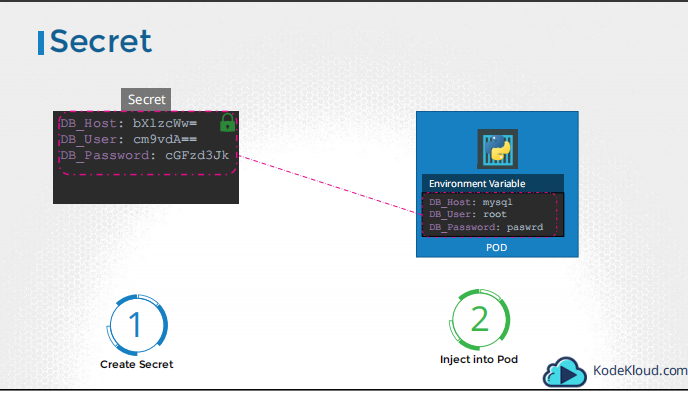 Secret
Secret
DB_Host: bXlzcWw=
DB_User: cm9vdA==
DB_Password: cGFzd3Jk
Environment Variable
DB_Host: mysql
DB_User: root
DB_Password: paswrd
POD
1
Create Secret
2
Inject into Pod
KodeKloud.com